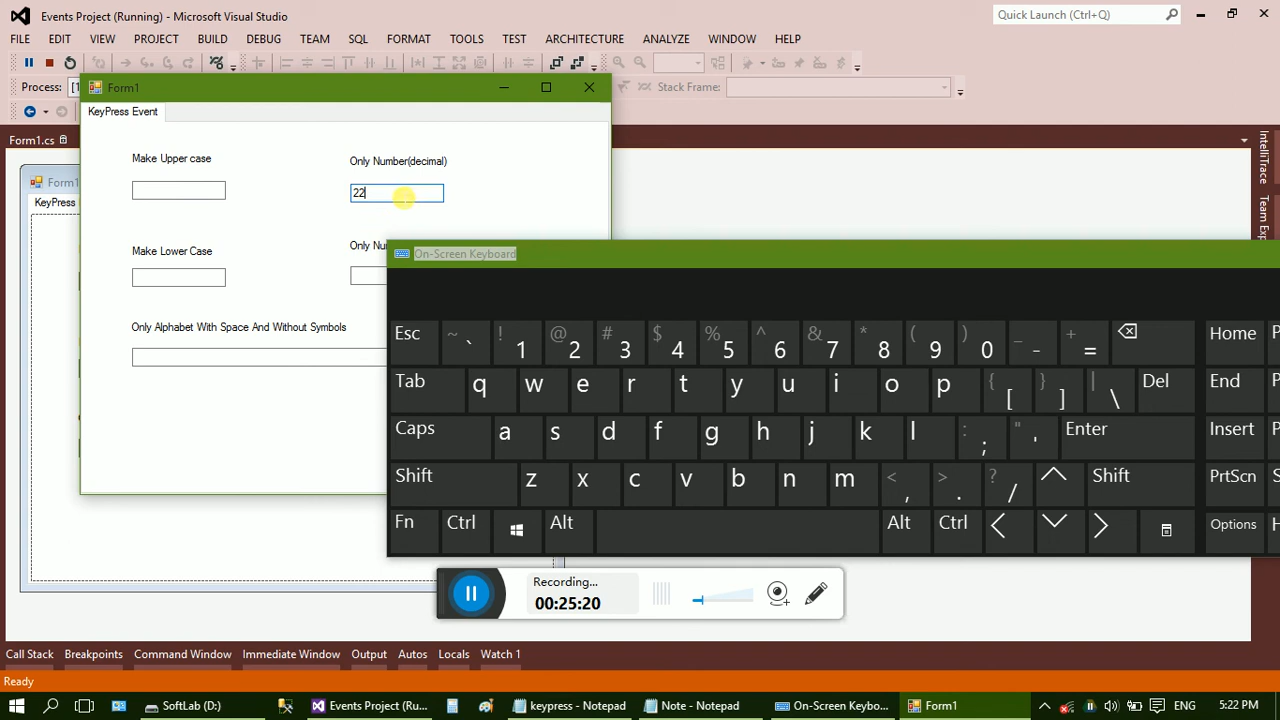 Events Project (Running) - Microsoft Visual Studio
Quick Launch (Ctrl+Q)
FILE EDIT VIEW PROJECT BUILD DEBUG TEAM SQL FORMAT TOOLS TEST ARCHITECTURE ANALYZE WINDOW HELP
Process: [1
Stack Frame:
Form1
KeyPress Event
Form1.cs
IntelliTrace
Team Exp
Form1
KeyPress
Make Upper case
Only Number(decimal)
22
Make Lower Case
Only Nu
Only Alphabet With Space And Without Symbols
On-Screen Keyboard
Esc ~ ` ! 1 @ 2 # 3 $ 4 % 5 ^ 6 & 7 * 8 ( 9 ) 0 _ - + = Home P
Tab q w e r t y u i o p { [ } ] | \ Del End P
Caps a s d f g h j k l : ; " ' Enter Insert
Shift z x c v b n m < , > . ? / Shift PrtScn S
Fn Ctrl Alt Alt Ctrl Options H
Recording...
00:25:20
Call Stack Breakpoints Command Window Immediate Window Output Autos Locals Watch 1
Ready
SoftLab (D:) Events Project (Ru... keypress - Notepad Note - Notepad On-Screen Keybo... Form1 ENG 5:22 PM